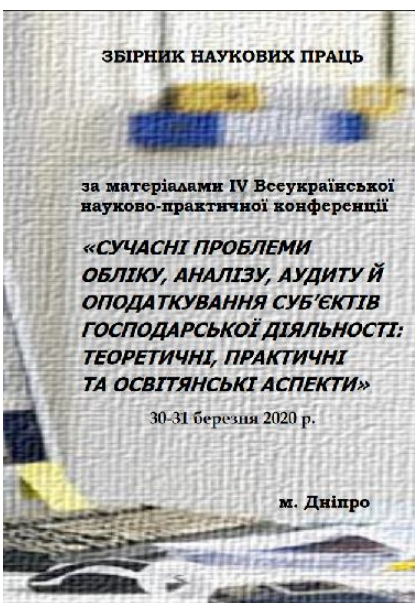 ЗБІРНИК НАУКОВИХ ПРАЦЬ
за матеріалами IV Всеукраїнської
науково-практичної конференції
«СУЧАСНІ ПРОБЛЕМИ
ОБЛІКУ, АНАЛІЗУ, АУДИТУ Й
ОПОДАТКУВАННЯ СУБ’ЄКТІВ
ГОСПОДАРСЬКОЇ ДІЯЛЬНОСТІ:
ТЕОРЕТИЧНІ, ПРАКТИЧНІ
ТА ОСВІТЯНСЬКІ АСПЕКТИ»
30-31 березня 2020 р.
м. Дніпро